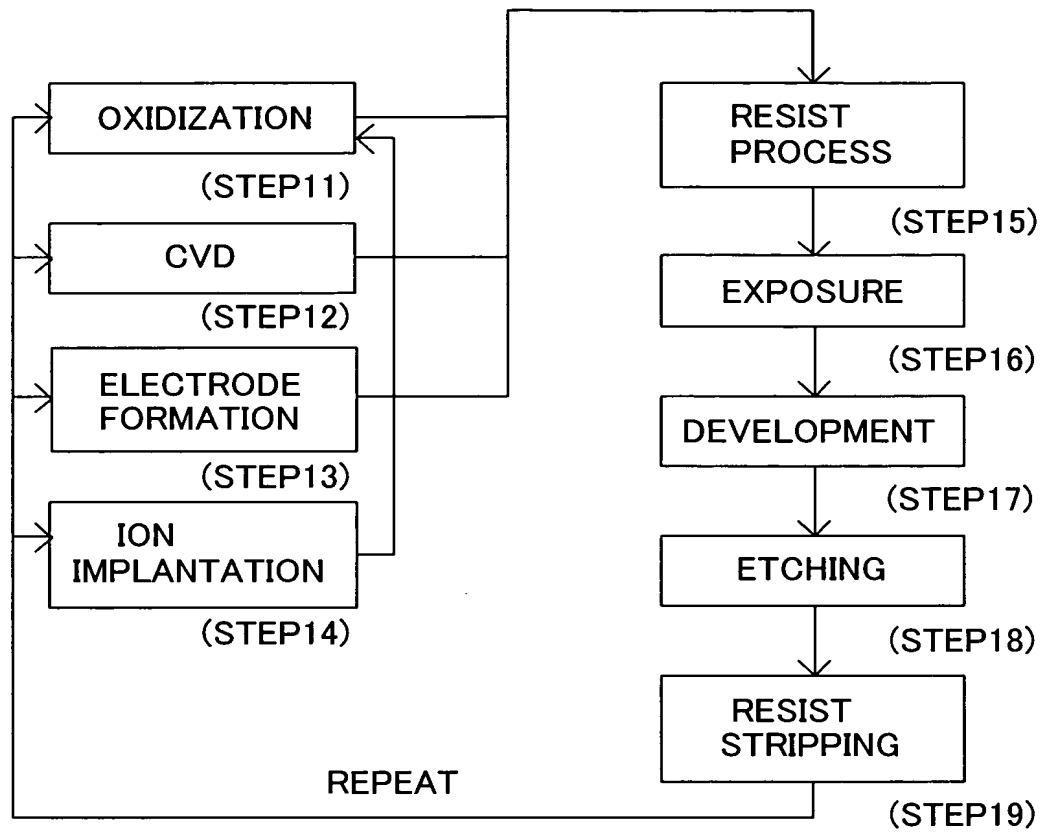 OXIDIZATION
(STEP11)
CVD
(STEP12)
ELECTRODE
FORMATION
(STEP13)
ION
IMPLANTATION
(STEP14)
RESIST
PROCESS
(STEP15)
EXPOSURE
(STEP16)
DEVELOPMENT
(STEP17)
ETCHING
(STEP18)
RESIST
STRIPPING
(STEP19)
REPEAT